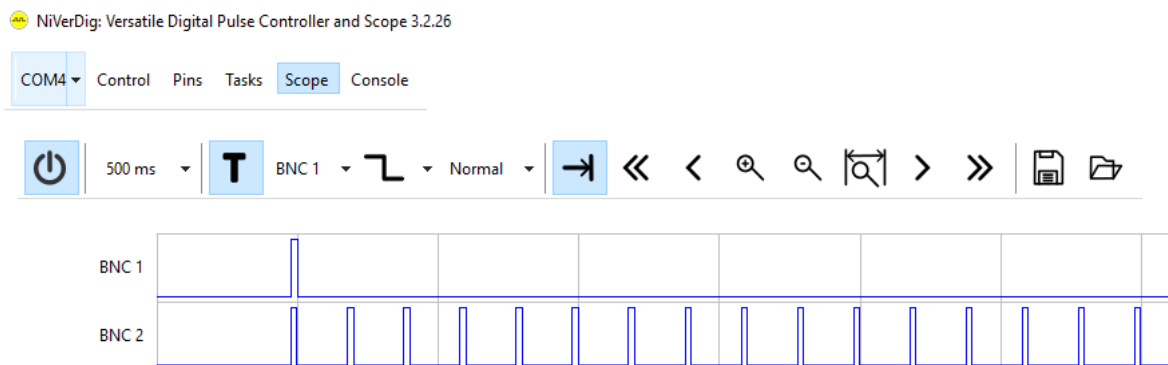 NiVerDig: Versatile Digital Pulse Controller and Scope 3.2.26
COM4 Control Pins Tasks Scope Console
500 ms T BNC 1 Normal
BNC 1
BNC 2